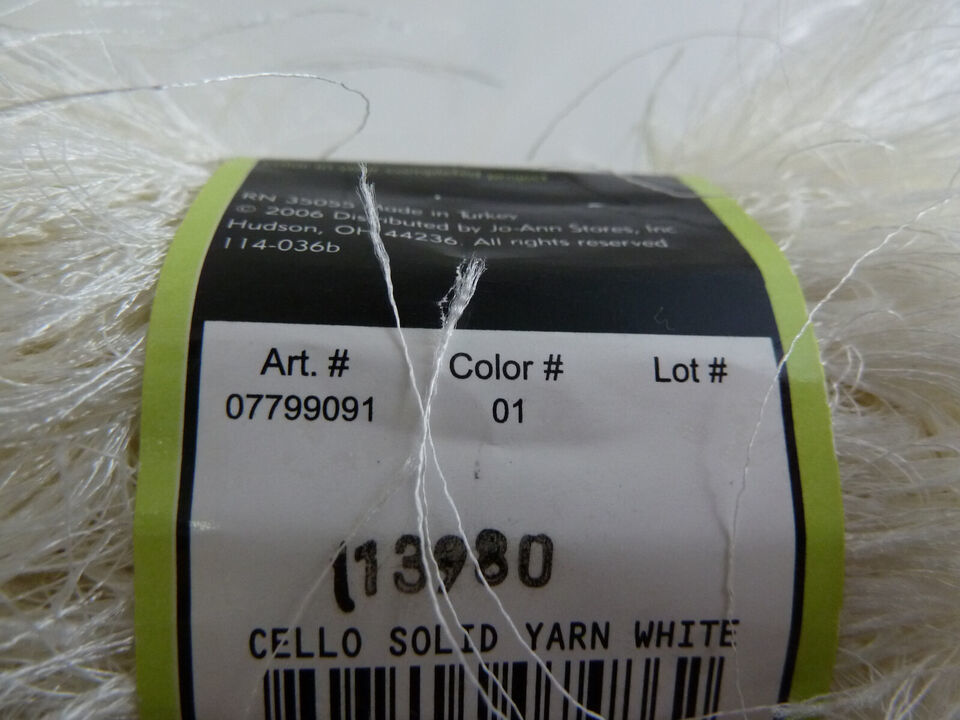 RN 35055 Made in Turkey
© 2006 Distributed by Jo-Ann Stores, Inc
Hudson, OH 44236. All rights reserved
114-036b
Art. # Color # Lot #
07799091 01
113980
CELLO SOLID YARN WHITE